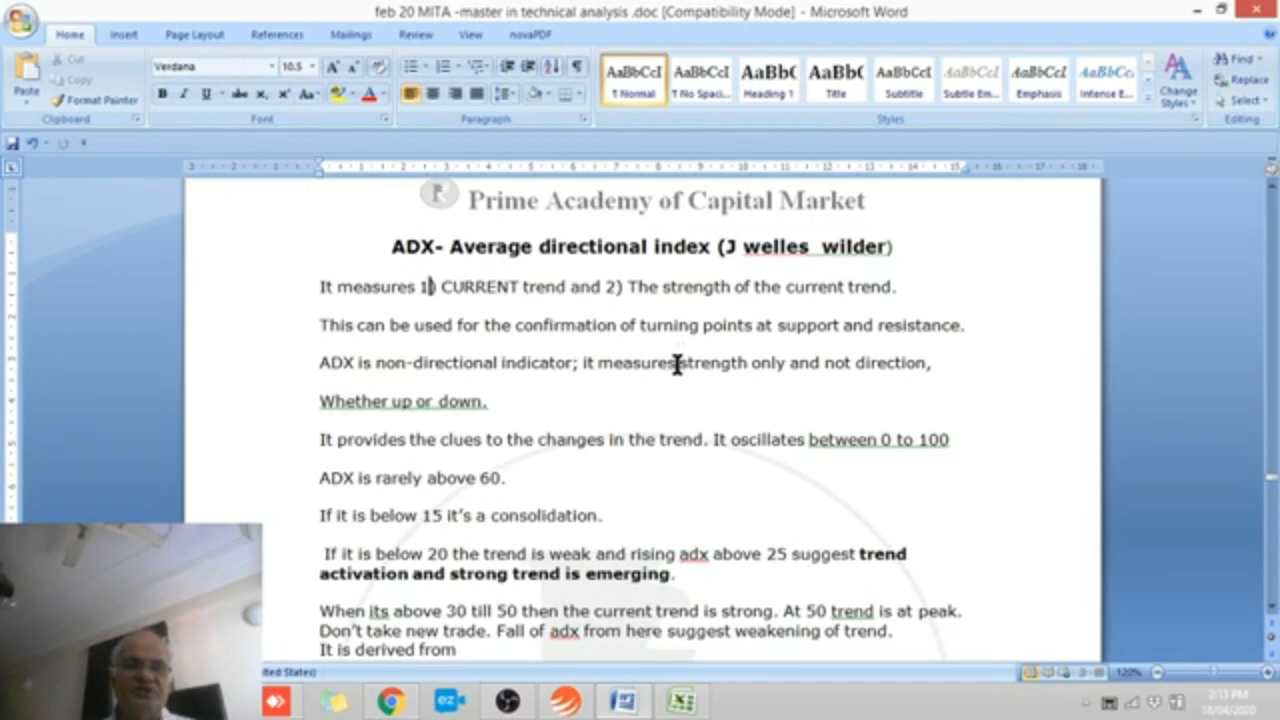 feb 20 MITA -master in technical analysis .doc [Compatibility Mode] - Microsoft Word
Home Insert Page Layout References Mailings Review View novaPDF
Paste Cut Copy Format Painter
Verdana 10.5
AaBbCcI AaBbCcI AaBb( AaBb( AaBbCcI AaBbCcI AaBbCcI AaBbCc.
¶ Normal ¶ No Spaci... Heading 1 Title Subtitle Subtle Em... Emphasis Intense E...
Change Styles
Find Replace Select
Clipboard Font Paragraph Styles Editing
Prime Academy of Capital Market
ADX- Average directional index (J welles wilder)
It measures 1) CURRENT trend and 2) The strength of the current trend.
This can be used for the confirmation of turning points at support and resistance.
ADX is non-directional indicator; it measures strength only and not direction,
Whether up or down.
It provides the clues to the changes in the trend. It oscillates between 0 to 100
ADX is rarely above 60.
If it is below 15 it's a consolidation.
If it is below 20 the trend is weak and rising adx above 25 suggest trend
activation and strong trend is emerging.
When its above 30 till 50 then the current trend is strong. At 50 trend is at peak.
Don't take new trade. Fall of adx from here suggest weakening of trend.
It is derived from
ited States) 120%
2:13 PM
18/04/2020